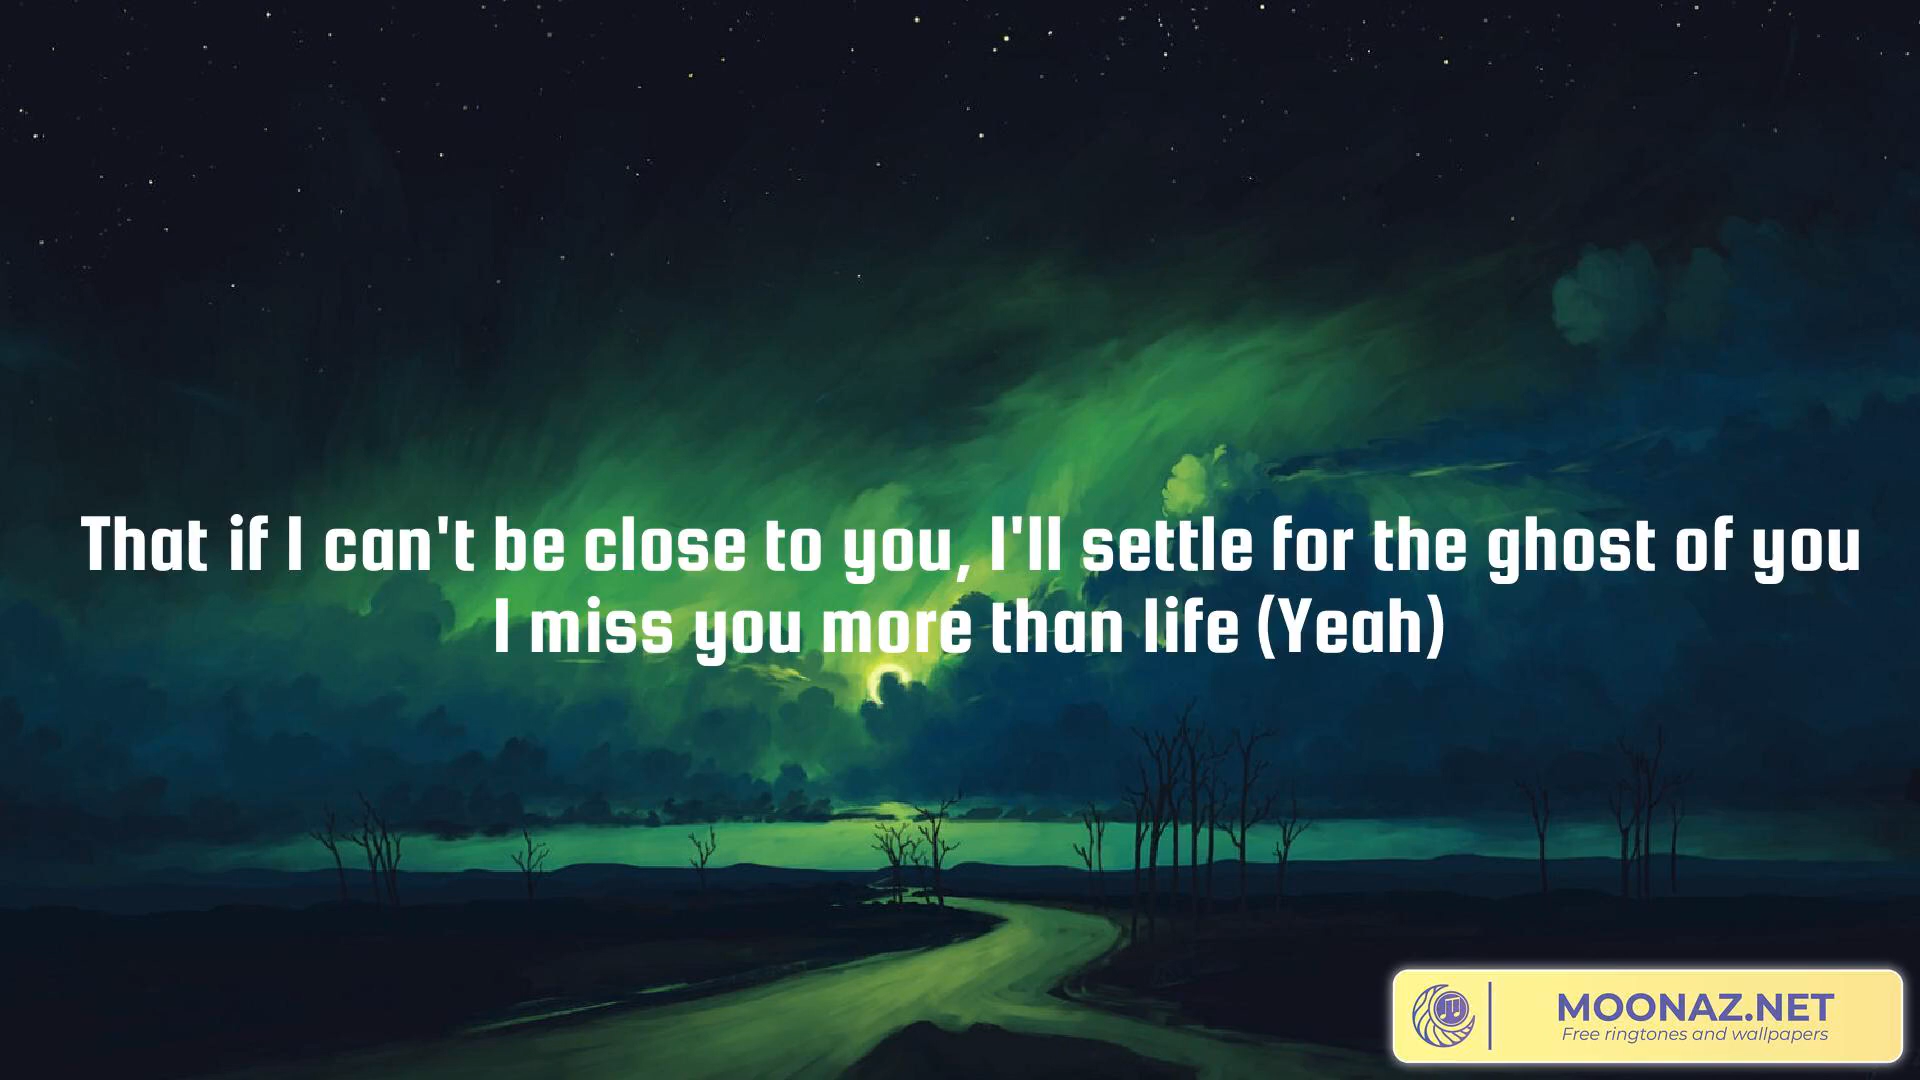 That if I can't be close to you, I'll settle for the ghost of you
I miss you more than life (Yeah)
MOONAZ.NET
Free ringtones and wallpapers